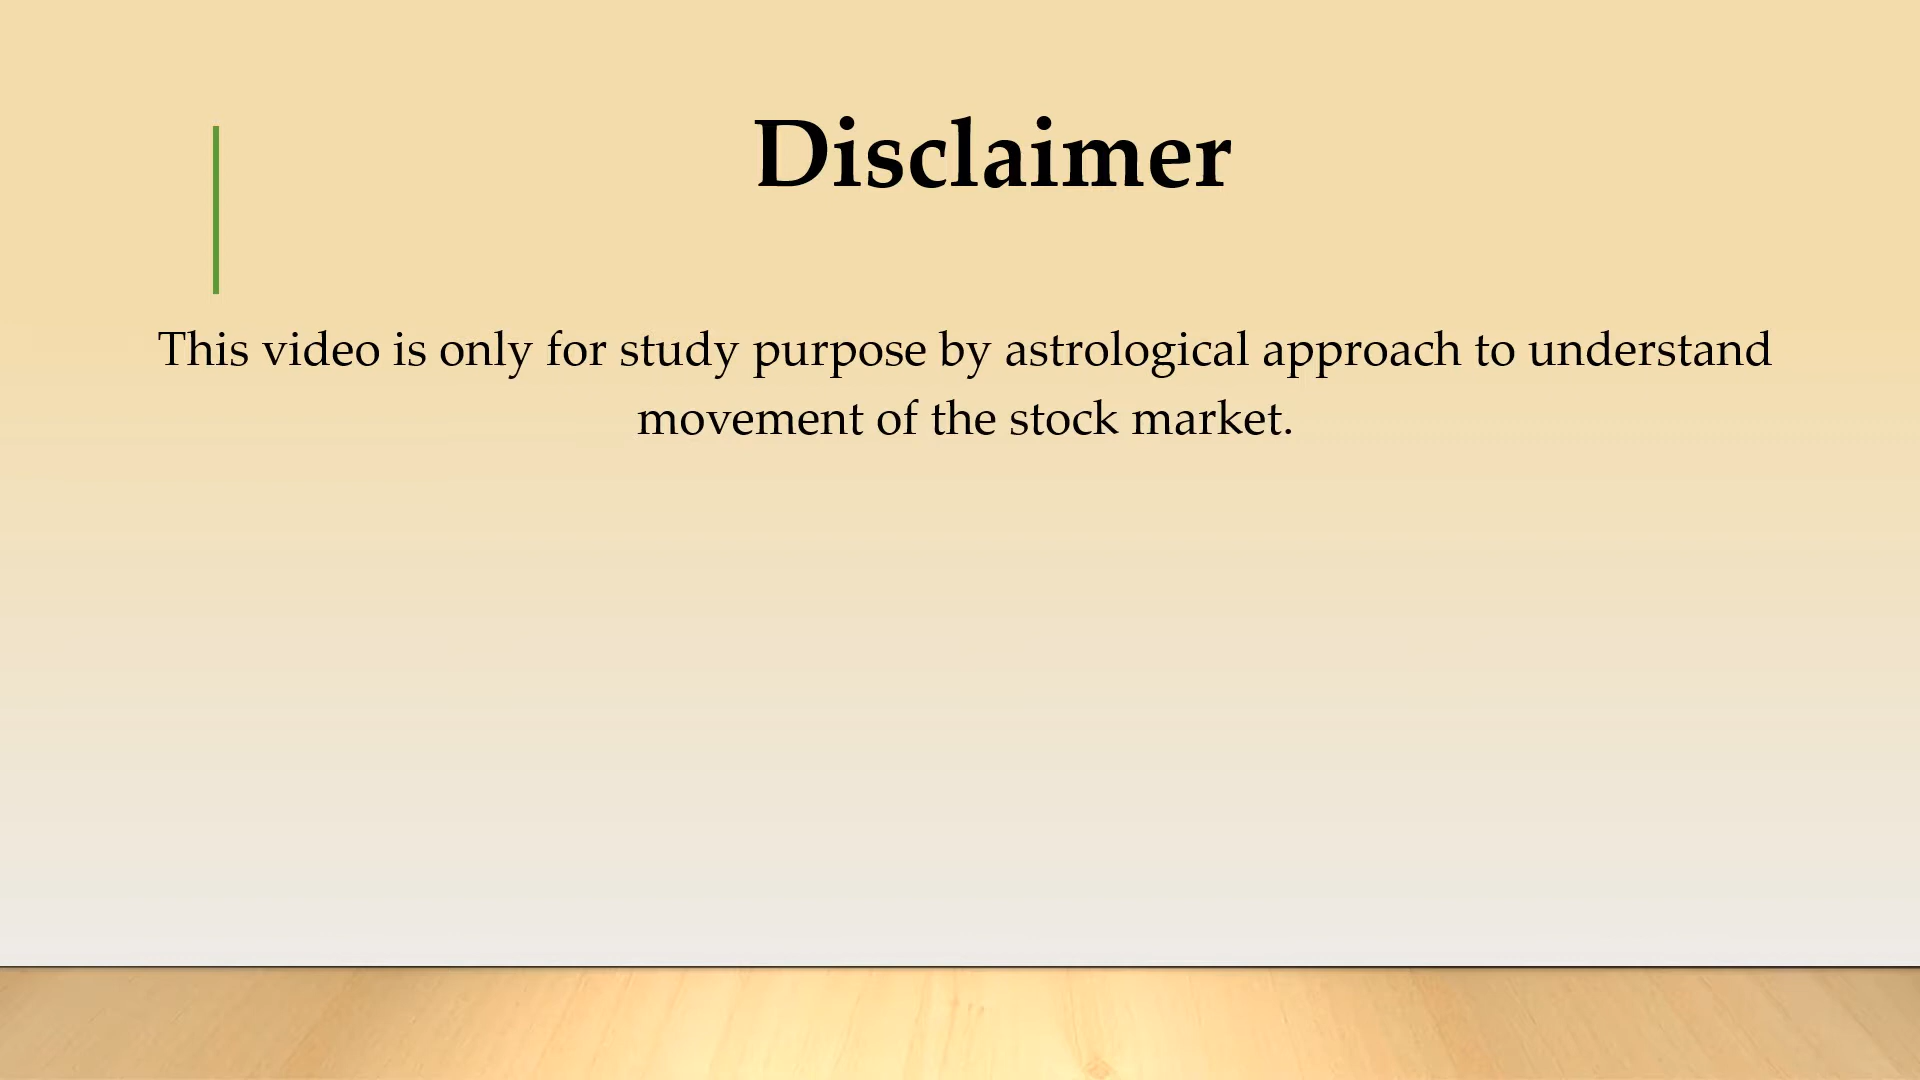 Disclaimer
This video is only for study purpose by astrological approach to understand
movement of the stock market.